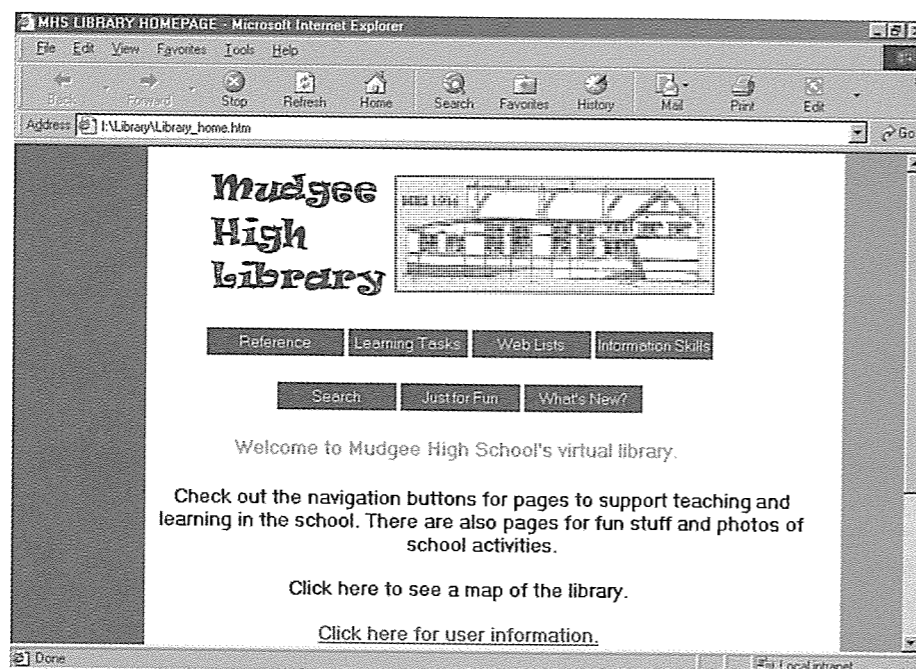 MHS LIBRARY HOMEPAGE - Microsoft Internet Explorer
File Edit View Favorites Tools Help
Back Forward Stop Refresh Home Search Favorites History Mail Print Edit
Address I:\Library\Library_home.htm Go
Mudgee
High
Library
MHS 1916
Reference Learning Tasks Web Lists Information Skills
Search Just for Fun What's New?
Welcome to Mudgee High School's virtual library.
Check out the navigation buttons for pages to support teaching and
learning in the school. There are also pages for fun stuff and photos of
school activities.
Click here to see a map of the library.
Click here for user information.
Done Local intranet